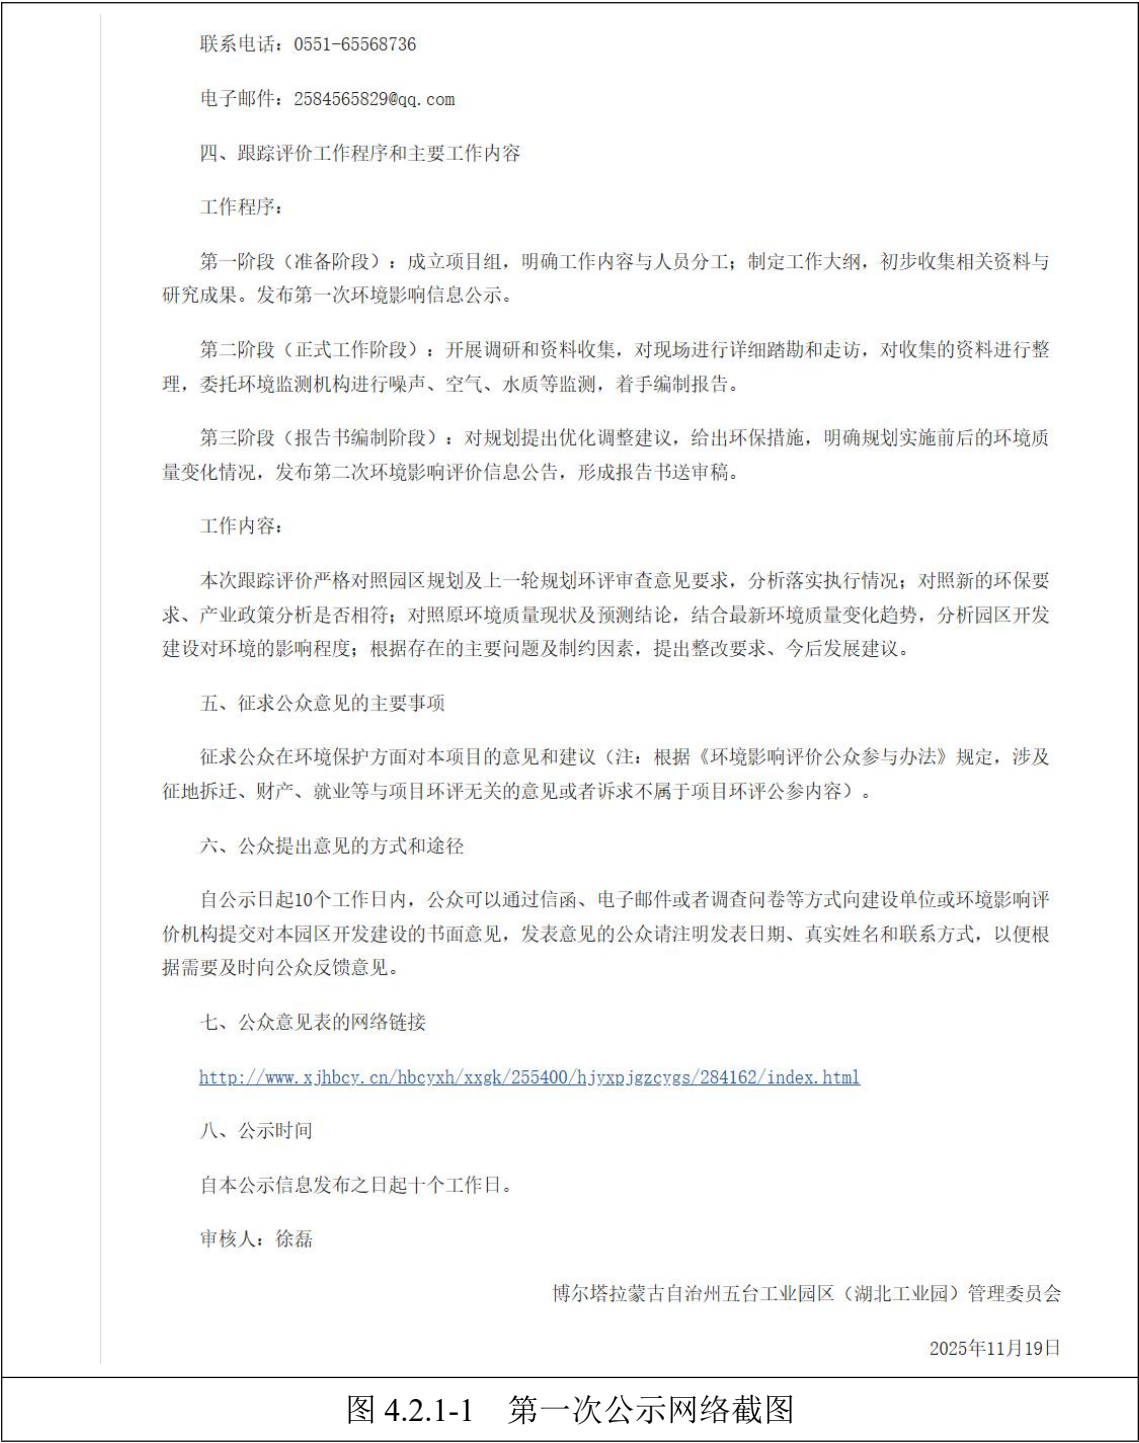 联系电话：0551-65568736
电子邮件：2584565829@qq.com
四、跟踪评价工作程序和主要工作内容
工作程序：
第一阶段（准备阶段）：成立项目组，明确工作内容与人员分工；制定工作大纲，初步收集相关资料与
研究成果。发布第一次环境影响信息公示。
第二阶段（正式工作阶段）：开展调研和资料收集，对现场进行详细踏勘和走访，对收集的资料进行整
理，委托环境监测机构进行噪声、空气、水质等监测，着手编制报告。
第三阶段（报告书编制阶段）：对规划提出优化调整建议，给出环保措施，明确规划实施前后的环境质
量变化情况，发布第二次环境影响评价信息公告，形成报告书送审稿。
工作内容：
本次跟踪评价严格对照园区规划及上一轮规划环评审查意见要求，分析落实执行情况；对照新的环保要
求、产业政策分析是否相符；对照原环境质量现状及预测结论，结合最新环境质量变化趋势，分析园区开发
建设对环境的影响程度；根据存在的主要问题及制约因素，提出整改要求、今后发展建议。
五、征求公众意见的主要事项
征求公众在环境保护方面对本项目的意见和建议（注：根据《环境影响评价公众参与办法》规定，涉及
征地拆迁、财产、就业等与项目环评无关的意见或者诉求不属于项目环评公参内容）。
六、公众提出意见的方式和途径
自公示日起10个工作日内，公众可以通过信函、电子邮件或者调查问卷等方式向建设单位或环境影响评
价机构提交对本园区开发建设的书面意见，发表意见的公众请注明发表日期、真实姓名和联系方式，以便根
据需要及时向公众反馈意见。
七、公众意见表的网络链接
http://www.xjhbcy.cn/hbcyxh/xxgk/255400/hjyxpjgzcygs/284162/index.html
八、公示时间
自本公示信息发布之日起十个工作日。
审核人：徐磊
博尔塔拉蒙古自治州五台工业园区（湖北工业园）管理委员会
2025年11月19日
图 4.2.1-1 第一次公示网络截图